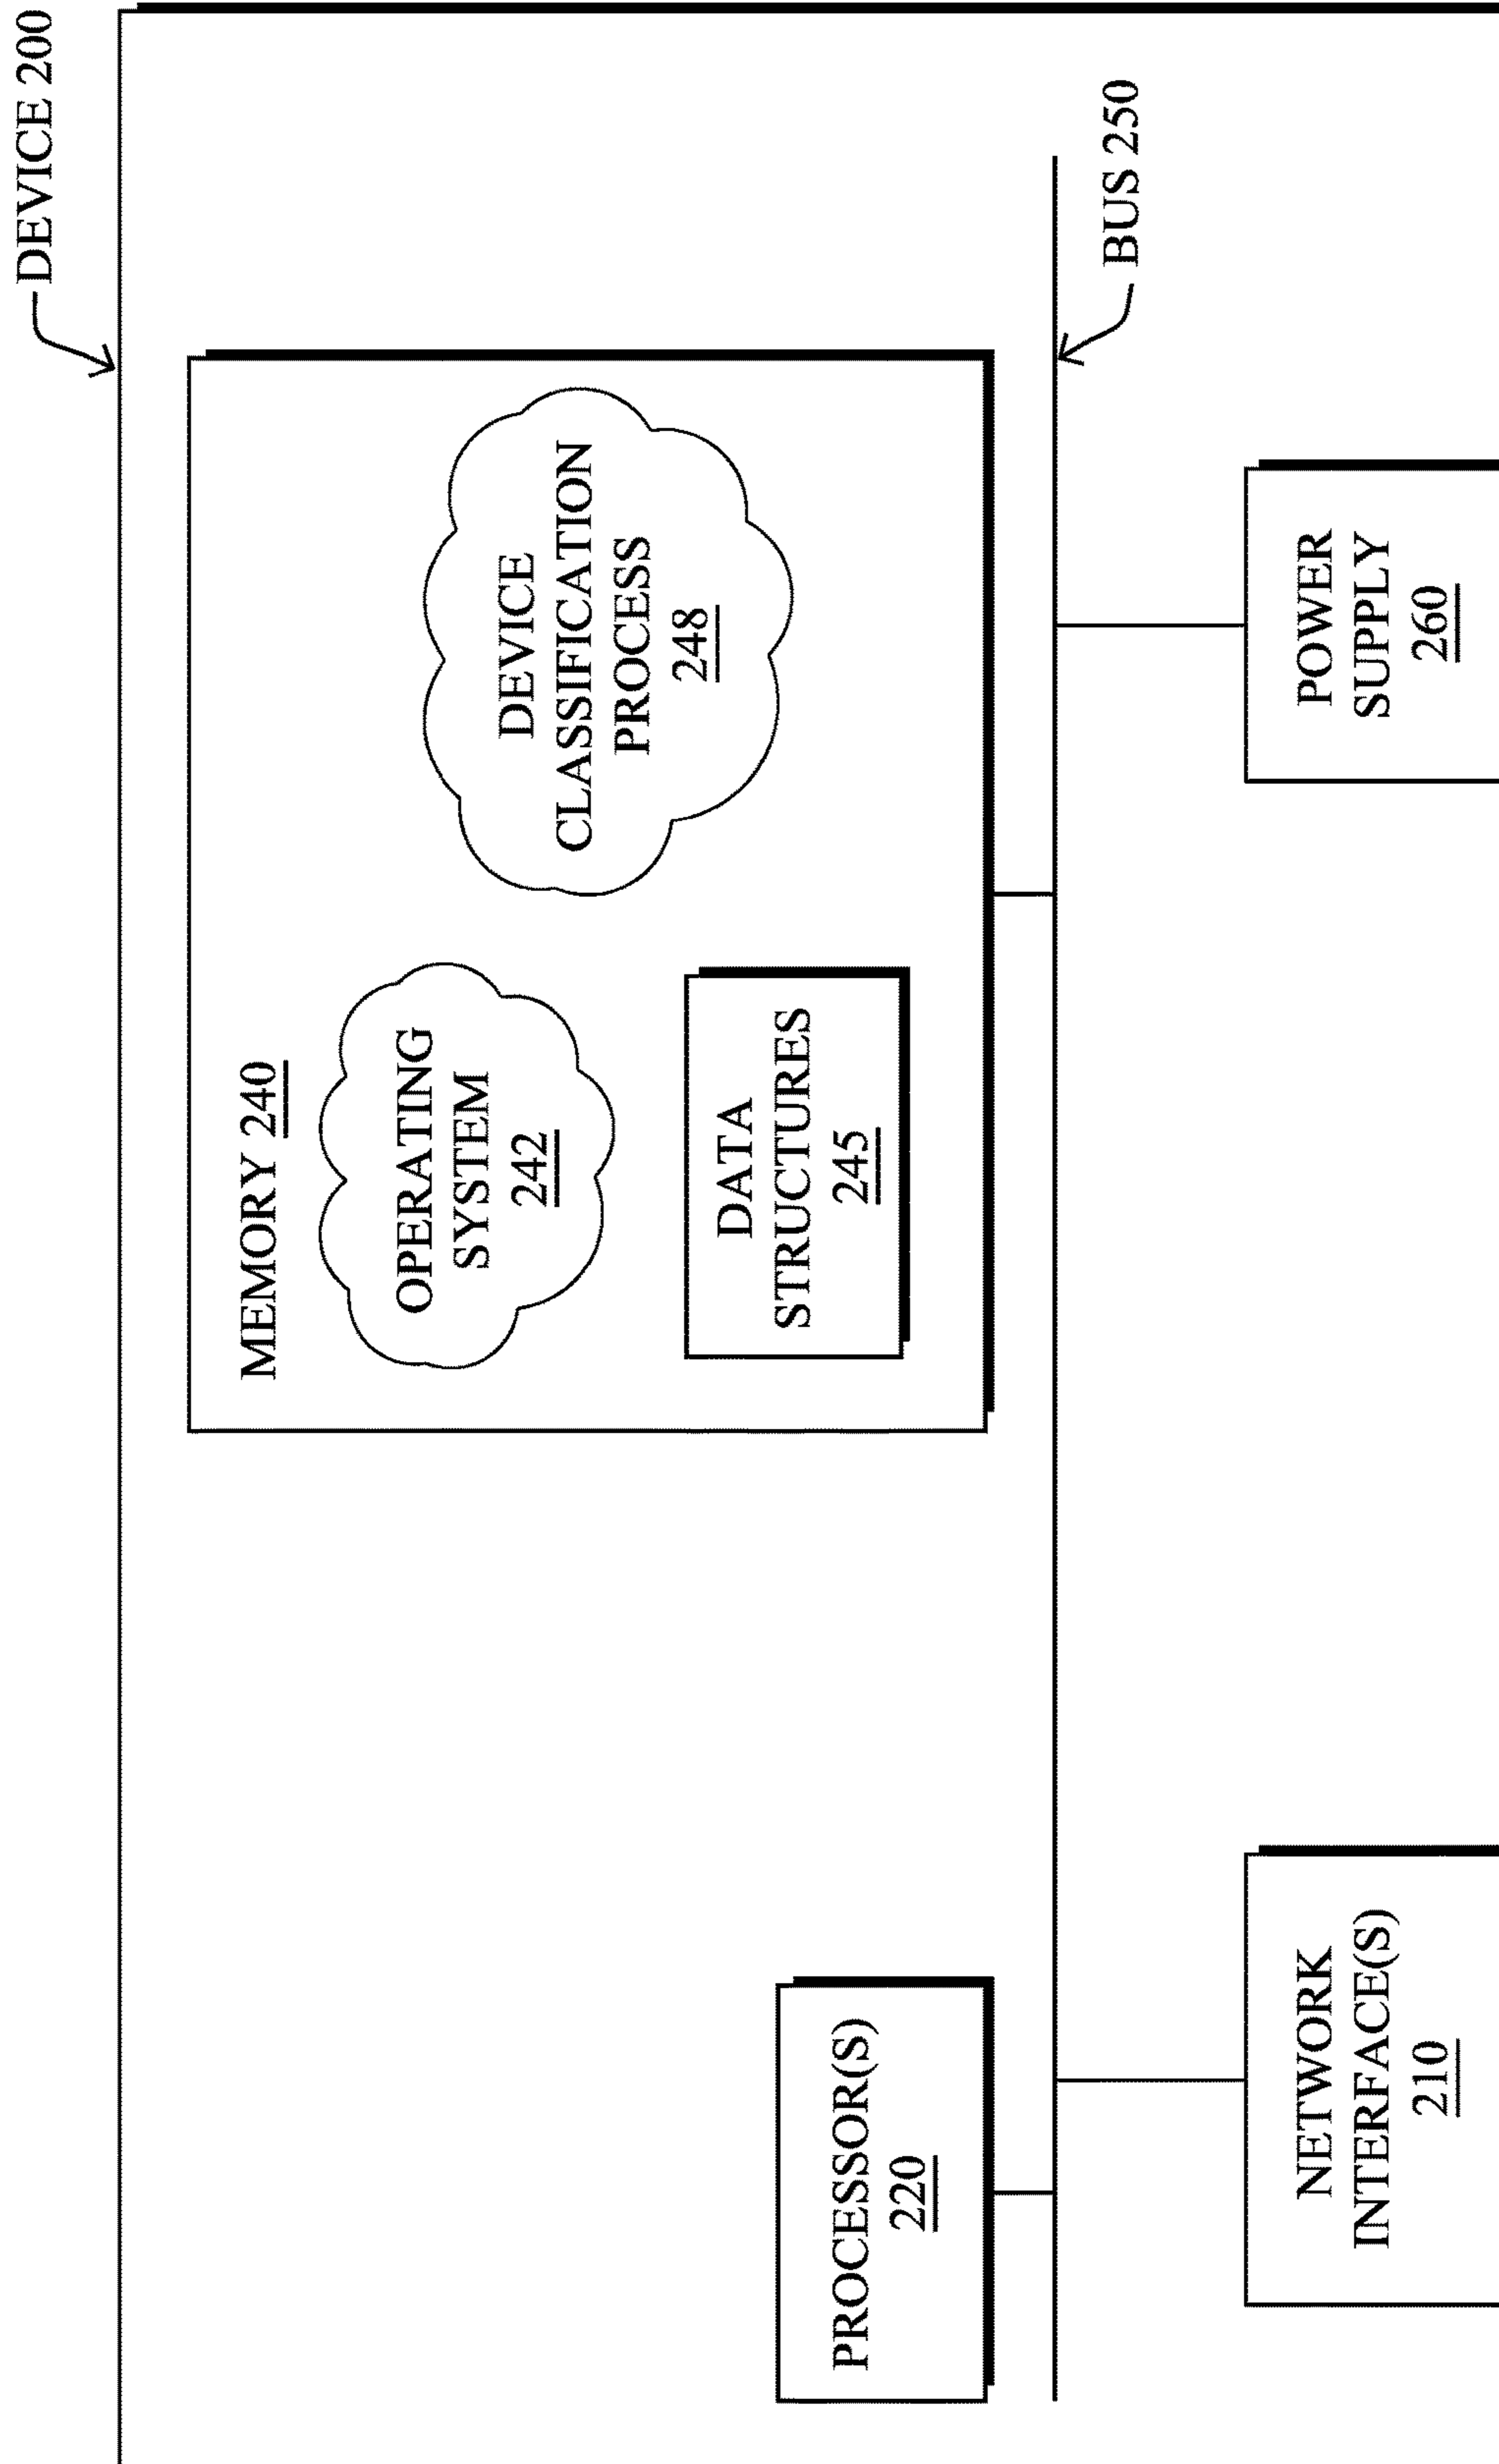 DEVICE 200
MEMORY 240
OPERATING
SYSTEM
242
DATA
STRUCTURES
245
DEVICE
CLASSIFICATION
PROCESS
248
PROCESSOR(S)
220
BUS 250
NETWORK
INTERFACE(S)
210
POWER
SUPPLY
260